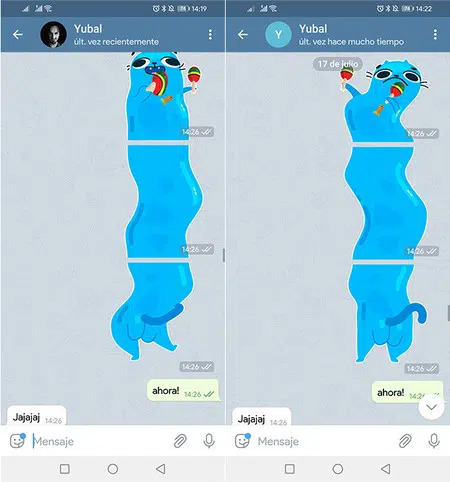 14:19
Yubal
últ. vez recientemente
14:26
14:26
14:26
ahora! 14:26
Jajajaj 14:26
Mensaje
14:22
Y
Yubal
últ. vez hace mucho tiempo
17 de julio
14:26
14:26
14:26
ahora! 14:26
Jajajaj 14:26
Mensaje